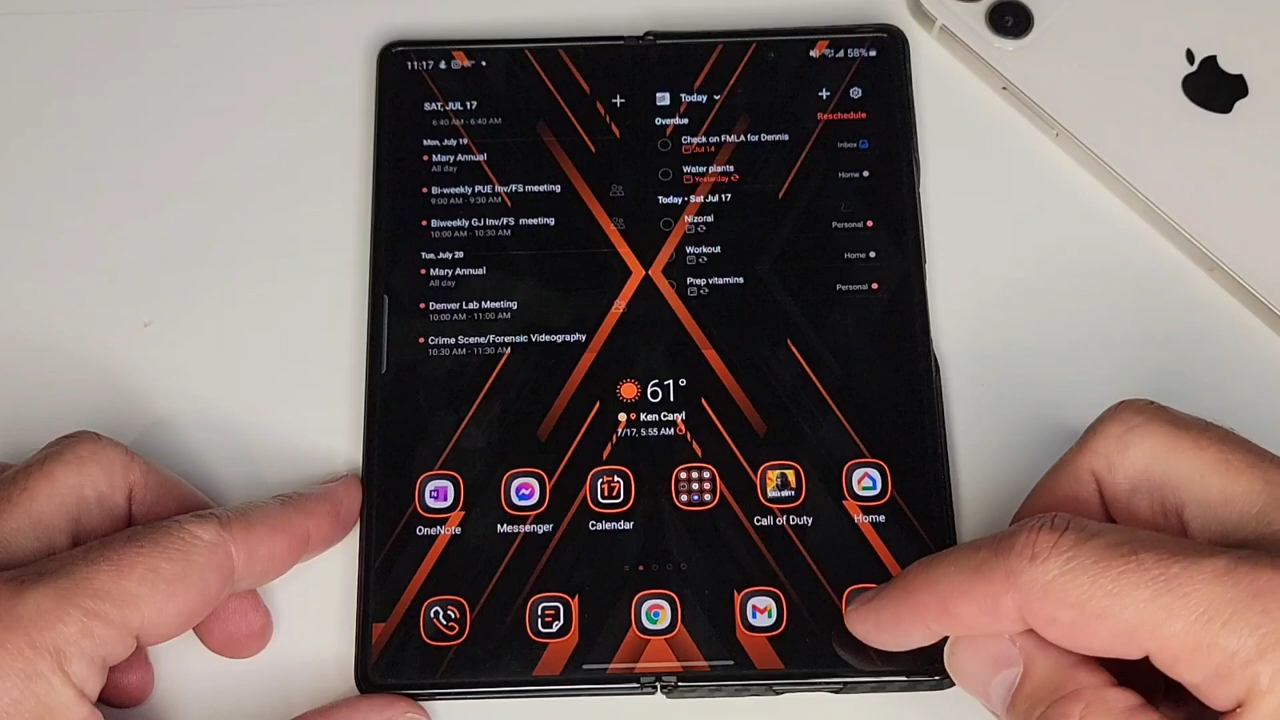 11:17
58%
SAT, JUL 17
6:40 AM - 6:40 AM
Mon, July 19
Mary Annual
All day
Bi-weekly PUE Inv/FS meeting
9:00 AM - 9:30 AM
Biweekly GJ Inv/FS meeting
10:00 AM - 10:30 AM
Tue, July 20
Mary Annual
All day
Denver Lab Meeting
10:00 AM - 11:00 AM
Crime Scene/Forensic Videography
10:30 AM - 11:30 AM
Today
Reschedule
Overdue
Check on FMLA for Dennis
Jul 14
Inbox
Water plants
Yesterday
Home
Today • Sat Jul 17
Nizoral
Personal
Workout
Home
Prep vitamins
Personal
61°
Ken Caryl
7/17, 5:55 AM
N
17
CALL OF DUTY
OneNote
Messenger
Calendar
Call of Duty
Home